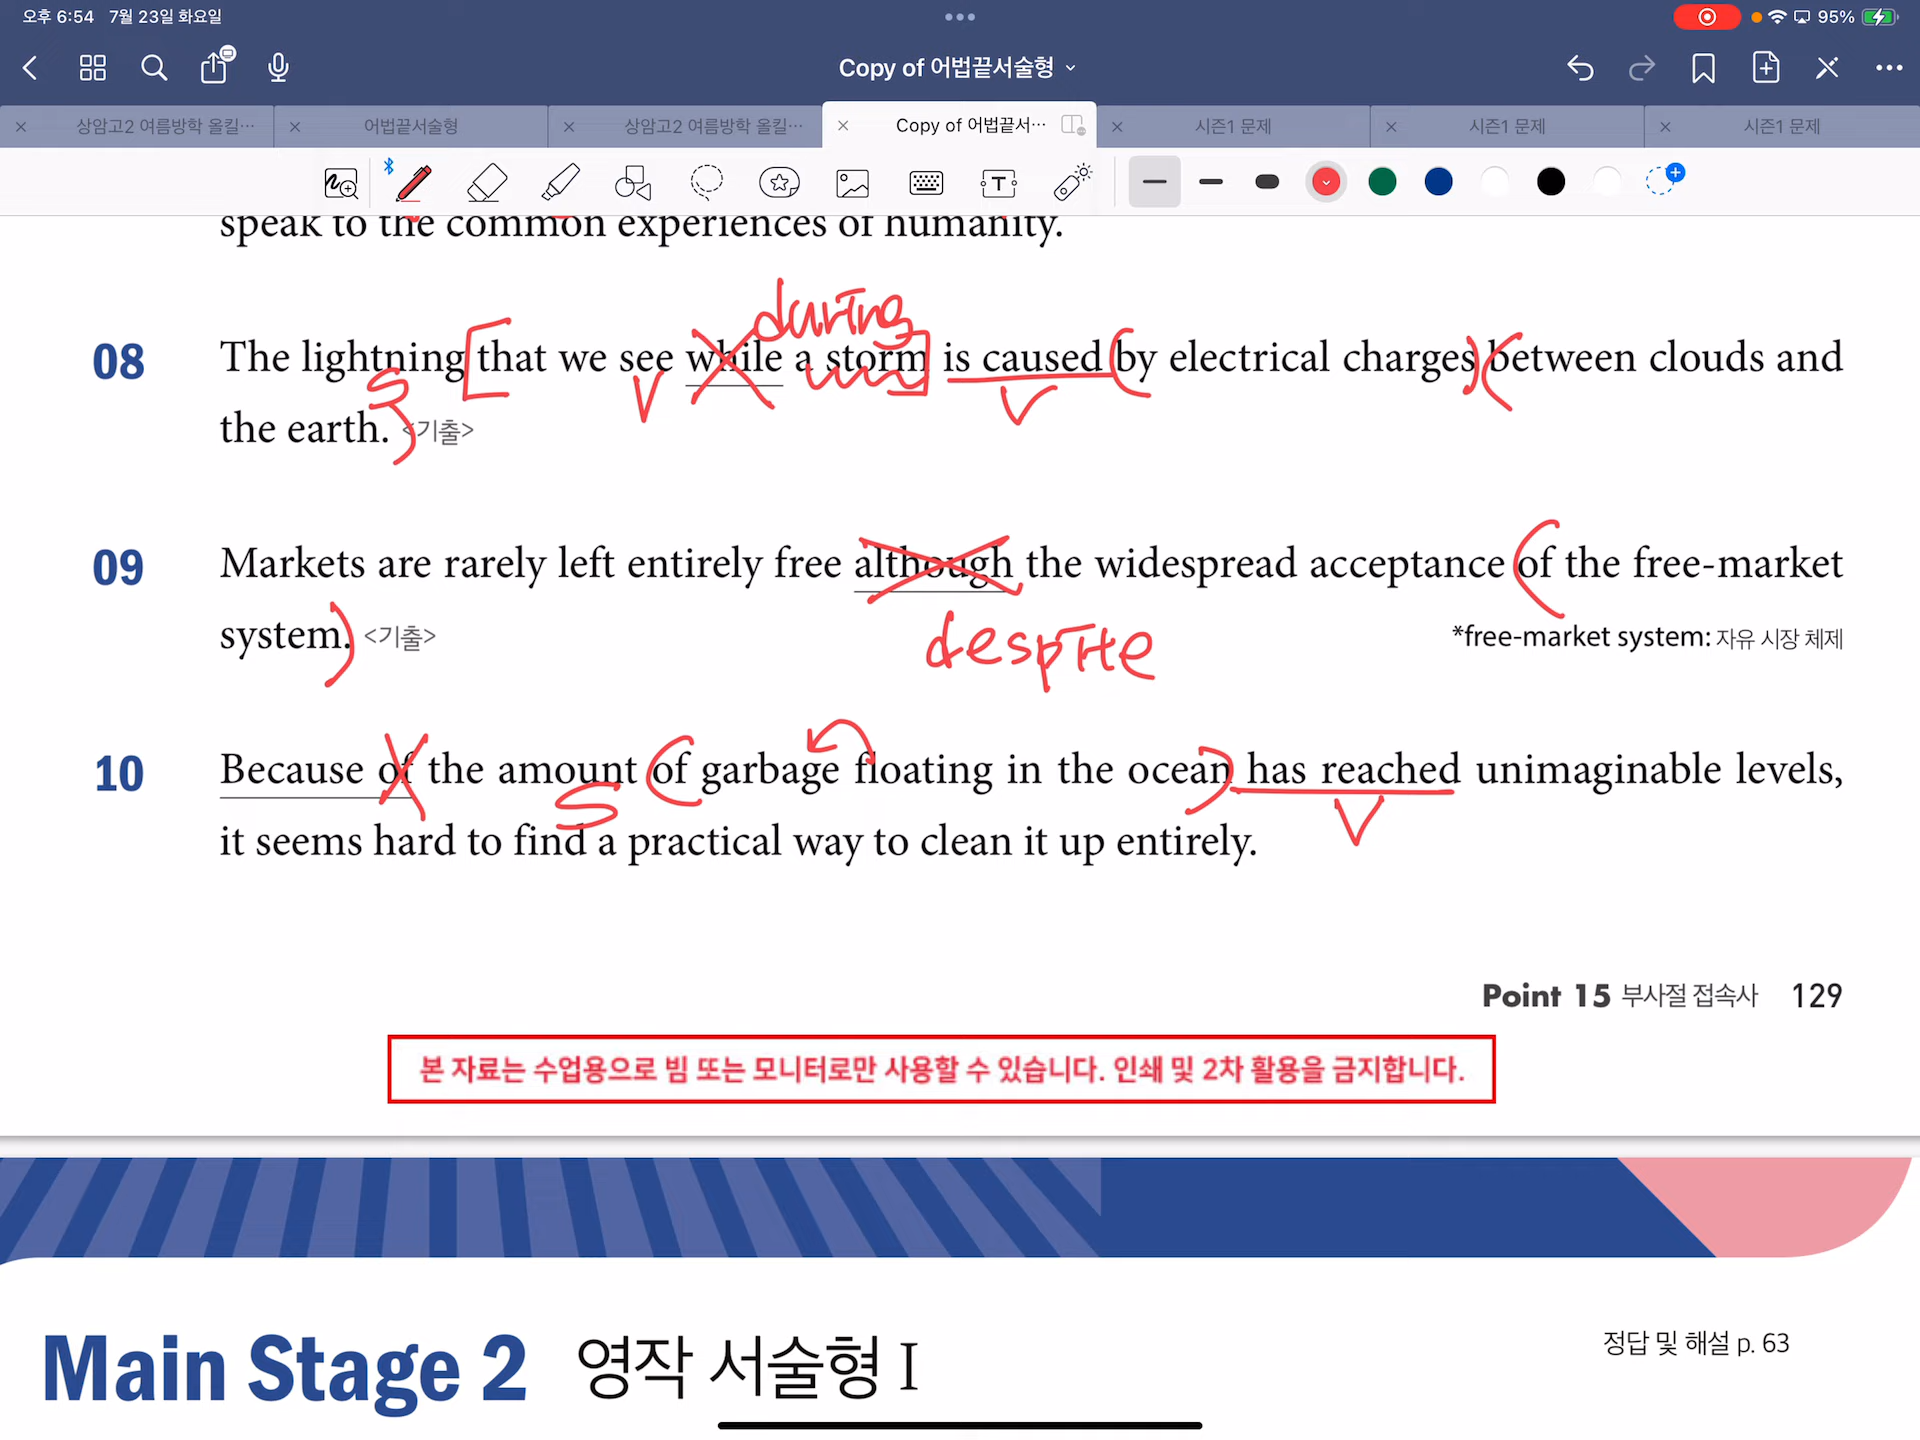 오후 6:54 7월 23일 화요일
95%
Copy of 어법끝서술형
상암고2 여름방학 올킬…
어법끝서술형
상암고2 여름방학 올킬…
Copy of 어법끝서…
시즌1 문제
시즌1 문제
시즌1 문제
speak to the common experiences of humanity.
during
08 The lightning that we see while a storm is caused by electrical charges between clouds and
S V V
the earth. <기출>
09 Markets are rarely left entirely free although the widespread acceptance of the free-market
system. <기출> *free-market system: 자유 시장 체제
despite
10 Because of the amount of garbage floating in the ocean has reached unimaginable levels,
S V
it seems hard to find a practical way to clean it up entirely.
Point 15 부사절 접속사 129
본 자료는 수업용으로 빔 또는 모니터로만 사용할 수 있습니다. 인쇄 및 2차 활용을 금지합니다.
Main Stage 2 영작 서술형 I
정답 및 해설 p. 63